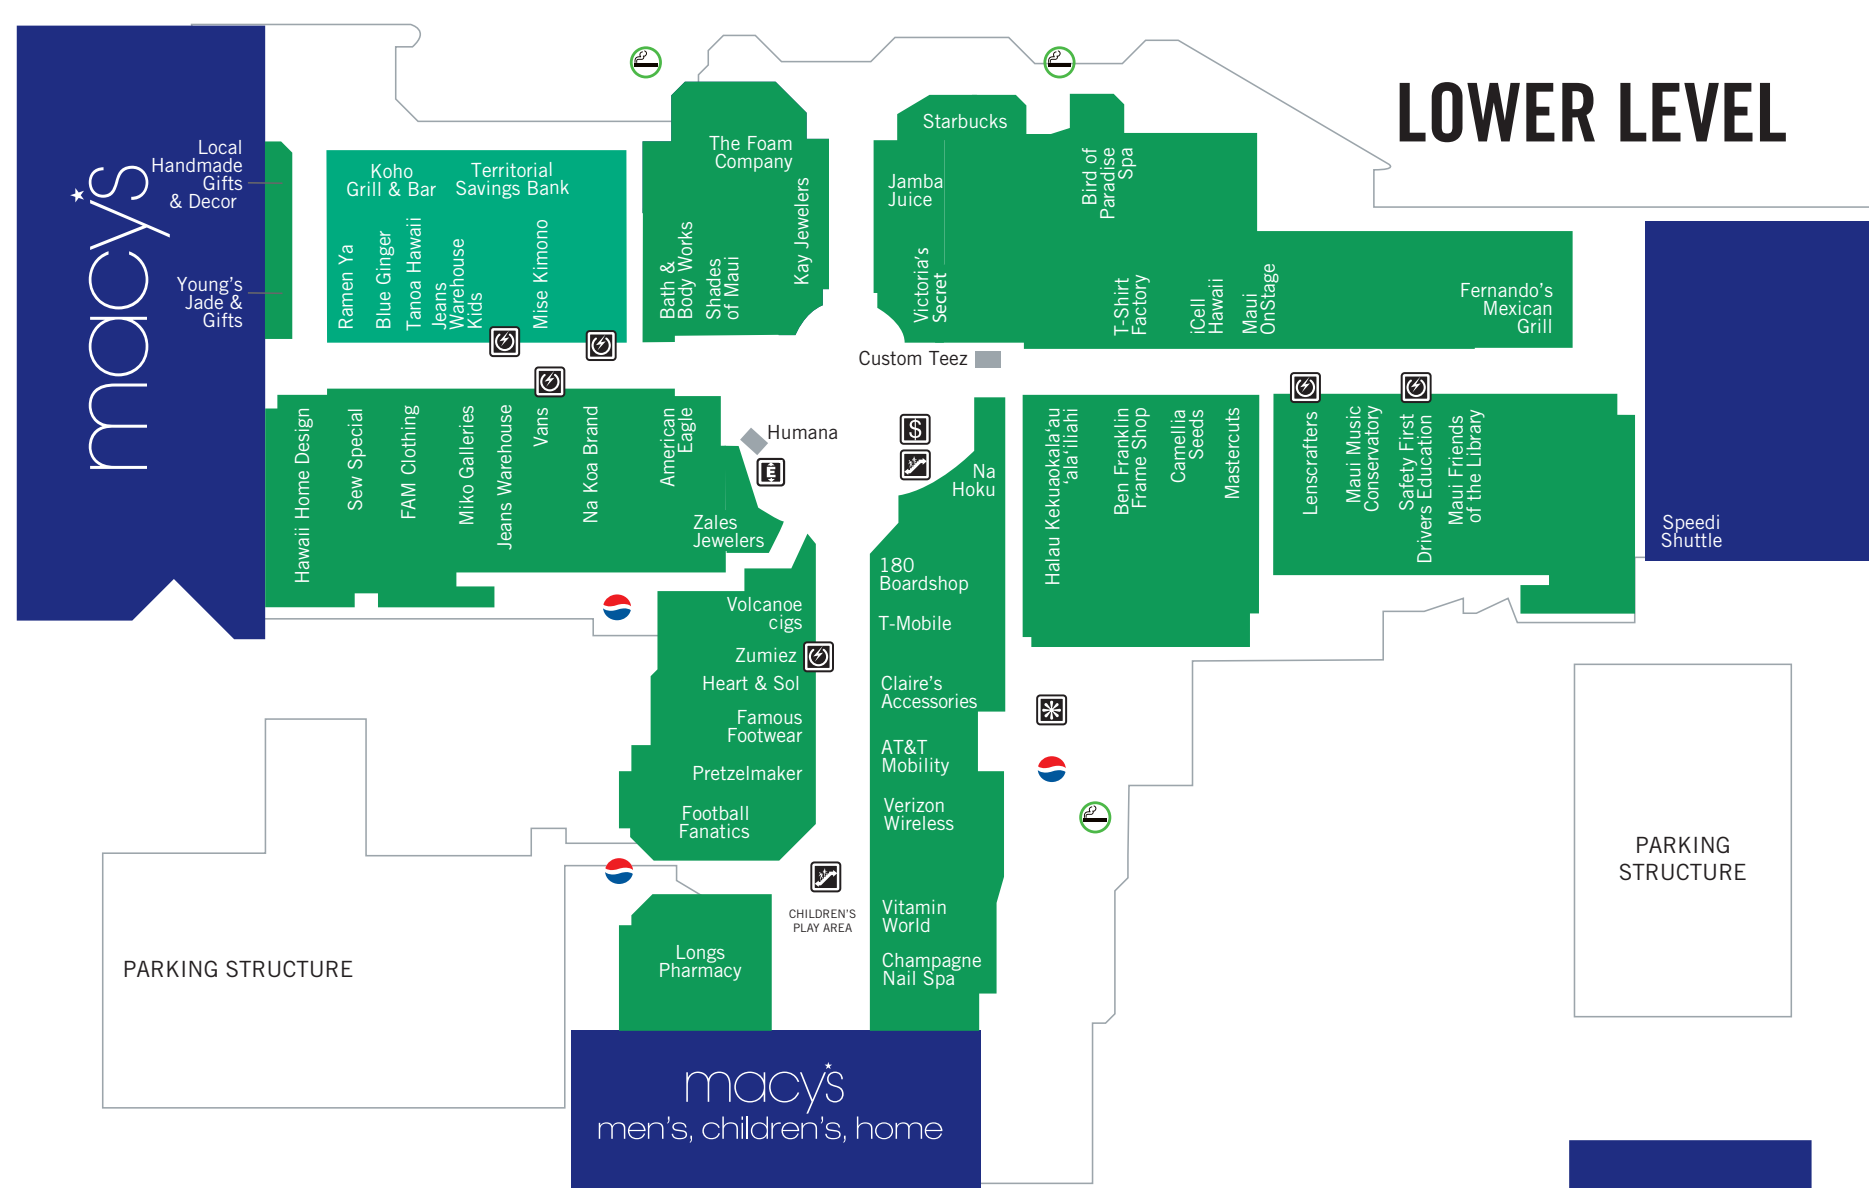 LOWER LEVEL
macy's
Local
Handmade
Gifts
& Decor
Young's
Jade &
Gifts
Koho
Grill & Bar
Territorial
Savings Bank
Ramen Ya
Blue Ginger
Tanoa Hawaii
Jeans
Warehouse
Kids
Mise Kimono
The Foam
Company
Bath &
Body Works
Shades
of Maui
Kay Jewelers
Starbucks
Jamba
Juice
Victoria's
Secret
Bird of
Paradise
Spa
T-Shirt
Factory
iCell
Hawaii
Maui
OnStage
Fernando's
Mexican
Grill
Custom Teez
Hawaii Home Design
Sew Special
FAM Clothing
Miko Galleries
Jeans Warehouse
Vans
Na Koa Brand
American
Eagle
Humana
E
$
Zales
Jewelers
Na
Hoku
Halau Kekuaokala‘au
‘ala‘iliahi
Ben Franklin
Frame Shop
Camellia
Seeds
Mastercuts
Lenscrafters
Maui Music
Conservatory
Safety First
Drivers Education
Maui Friends
of the Library
Speedi
Shuttle
Volcanoe
cigs
Zumiez
Heart & Sol
Famous
Footwear
Pretzelmaker
Football
Fanatics
180
Boardshop
T-Mobile
Claire's
Accessories
AT&T
Mobility
Verizon
Wireless
Vitamin
World
Champagne
Nail Spa
CHILDREN'S
PLAY AREA
Longs
Pharmacy
PARKING STRUCTURE
PARKING
STRUCTURE
macy's
men's, children's, home